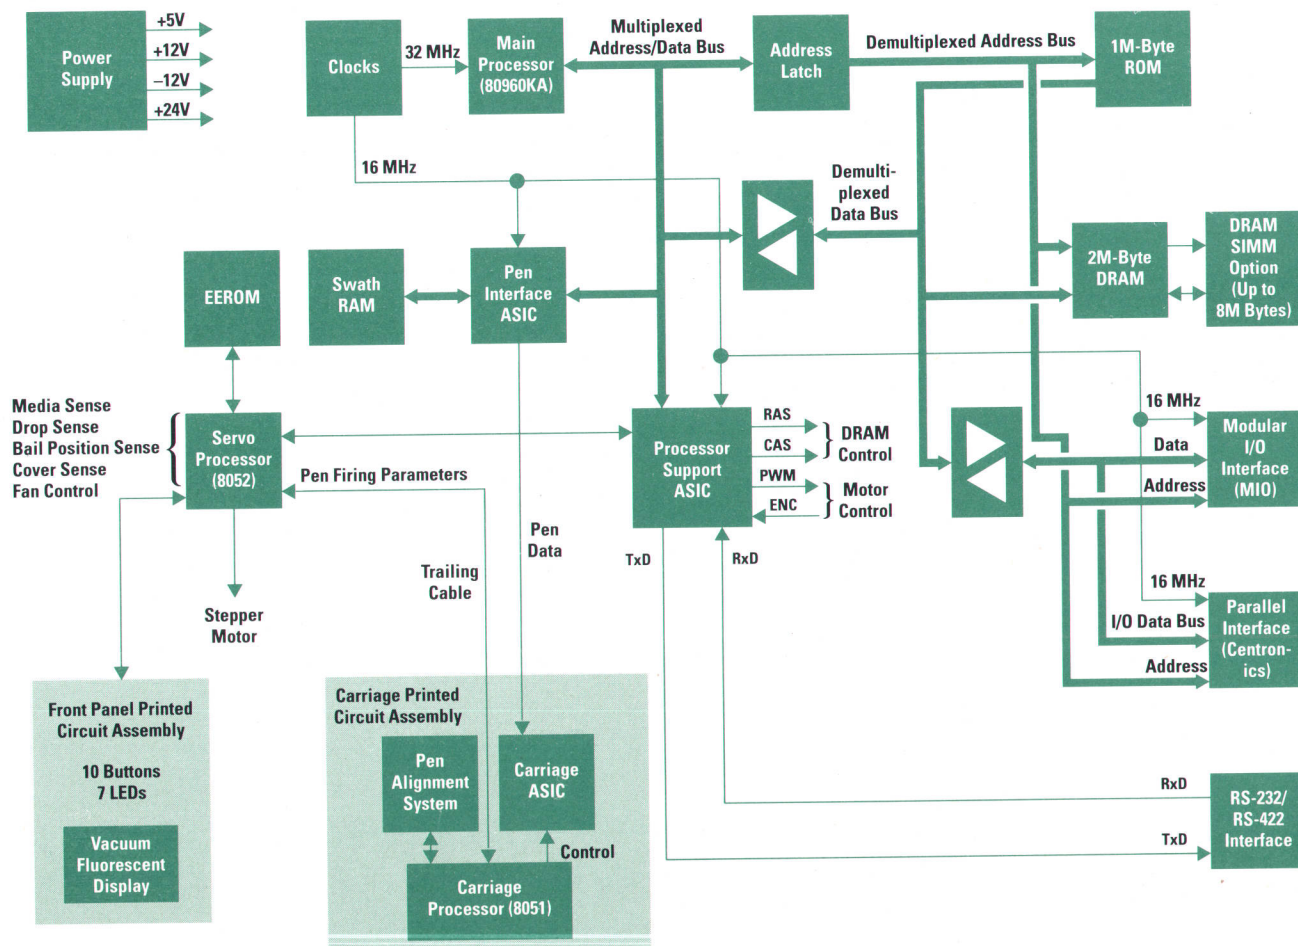 Power
Supply
+5V
+12V
–12V
+24V
Clocks
32 MHz
Main
Processor
(80960KA)
Multiplexed
Address/Data Bus
Address
Latch
Demultiplexed Address Bus
1M-Byte
ROM
16 MHz
Demulti-
plexed
Data Bus
EEROM
Swath
RAM
Pen
Interface
ASIC
2M-Byte
DRAM
DRAM
SIMM
Option
(Up to
8M Bytes)
Media Sense
Drop Sense
Bail Position Sense
Cover Sense
Fan Control
Servo
Processor
(8052)
Pen Firing Parameters
Processor
Support
ASIC
RAS
CAS
PWM
ENC
DRAM
Control
Motor
Control
16 MHz
Data
Address
Modular
I/O
Interface
(MIO)
Pen
Data
TxD
RxD
Trailing
Cable
Stepper
Motor
16 MHz
I/O Data Bus
Address
Parallel
Interface
(Centron-
ics)
Front Panel Printed
Circuit Assembly
10 Buttons
7 LEDs
Vacuum
Fluorescent
Display
Carriage Printed
Circuit Assembly
Pen
Alignment
System
Carriage
ASIC
Control
Carriage
Processor (8051)
RxD
TxD
RS-232/
RS-422
Interface